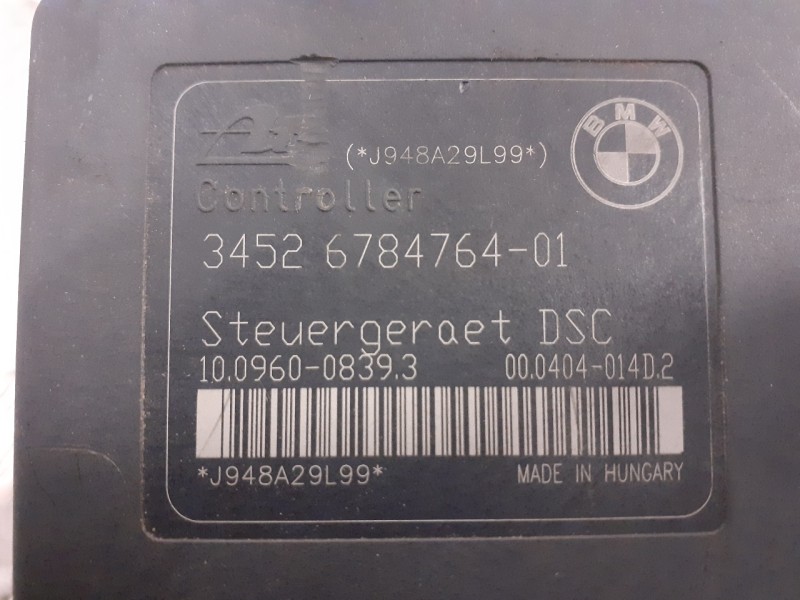 Ate
(*J948A29L99*)
BMW
Controller
3452 6784764-01
Steuergeraet DSC
10.0960-0839.3 00.0404-014D.2
*J948A29L99*
MADE IN HUNGARY